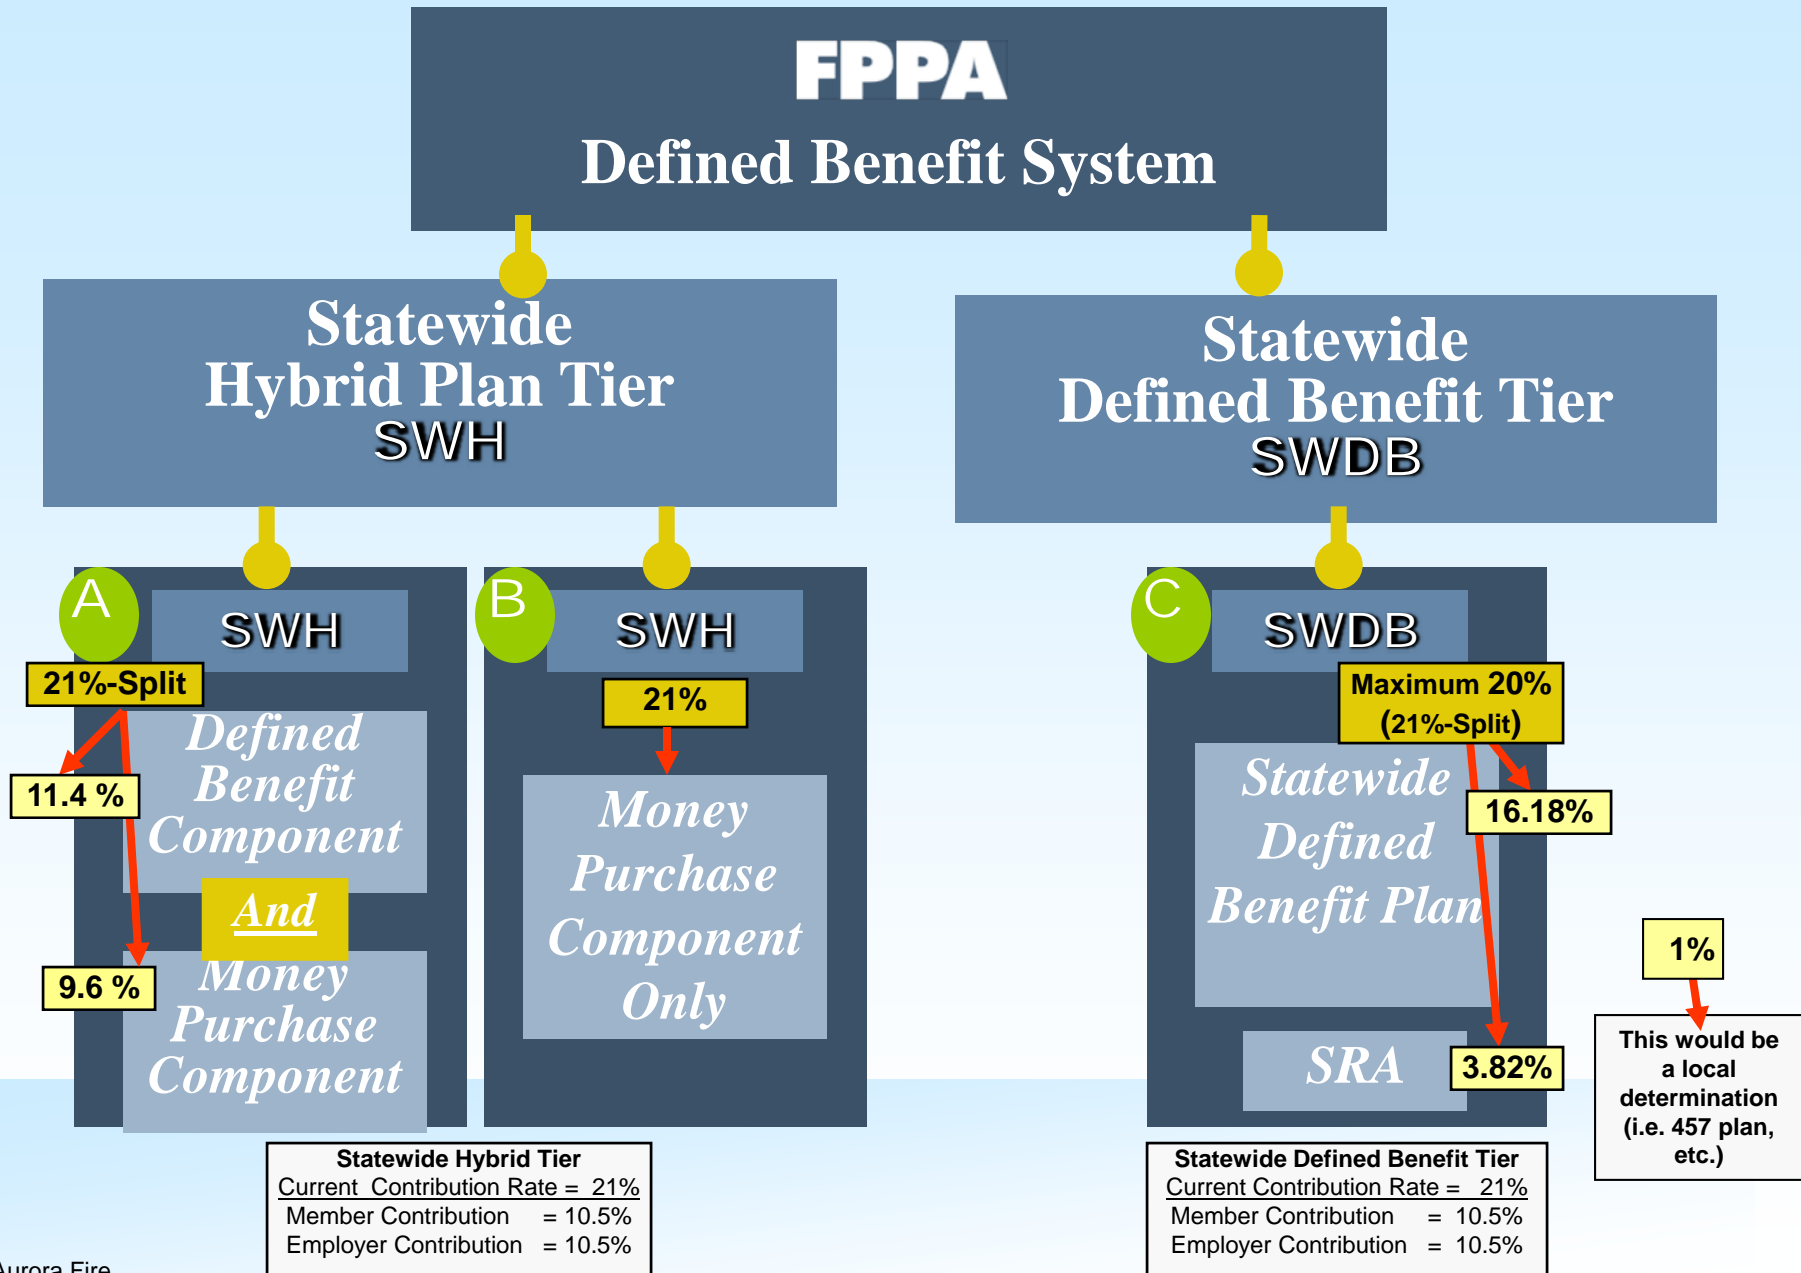 FPPA
Defined Benefit System
Statewide
Hybrid Plan Tier
SWH
Statewide
Defined Benefit Tier
SWDB
A
SWH
21%-Split
Defined
Benefit
Component
11.4 %
And
9.6 %
Money
Purchase
Component
B
SWH
21%
Money
Purchase
Component
Only
C
SWDB
Maximum 20%
(21%-Split)
Statewide
Defined
Benefit Plan
16.18%
SRA
3.82%
1%
This would be
a local
determination
(i.e. 457 plan,
etc.)
Statewide Hybrid Tier
Current Contribution Rate = 21%
Member Contribution = 10.5%
Employer Contribution = 10.5%
Statewide Defined Benefit Tier
Current Contribution Rate = 21%
Member Contribution = 10.5%
Employer Contribution = 10.5%
Aurora Fire